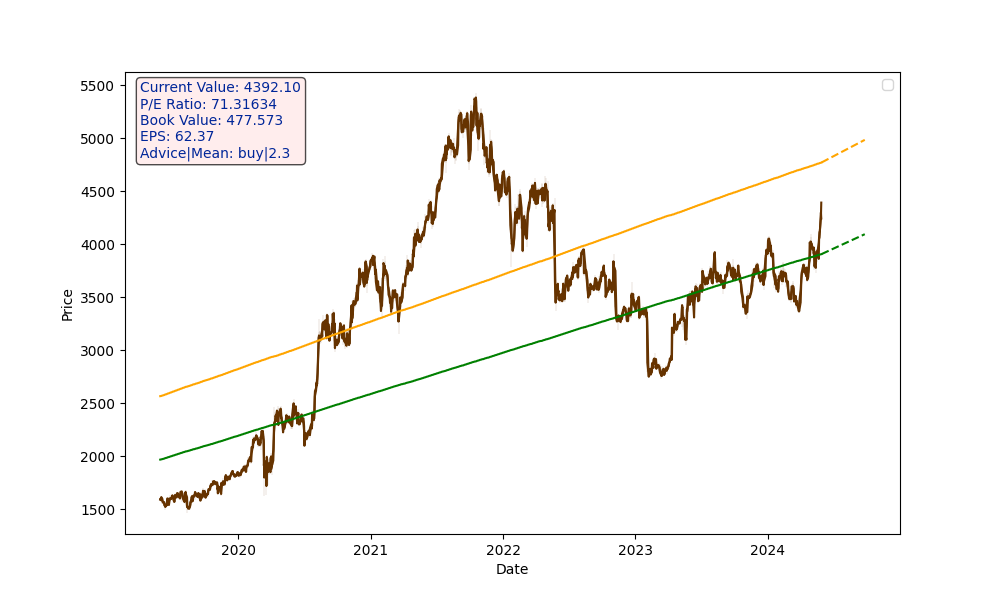 Current Value: 4392.10
P/E Ratio: 71.31634
Book Value: 477.573
EPS: 62.37
Advice|Mean: buy|2.3
5500
5000
4500
4000
3500
3000
2500
2000
1500
Price
2020 2021 2022 2023 2024
Date